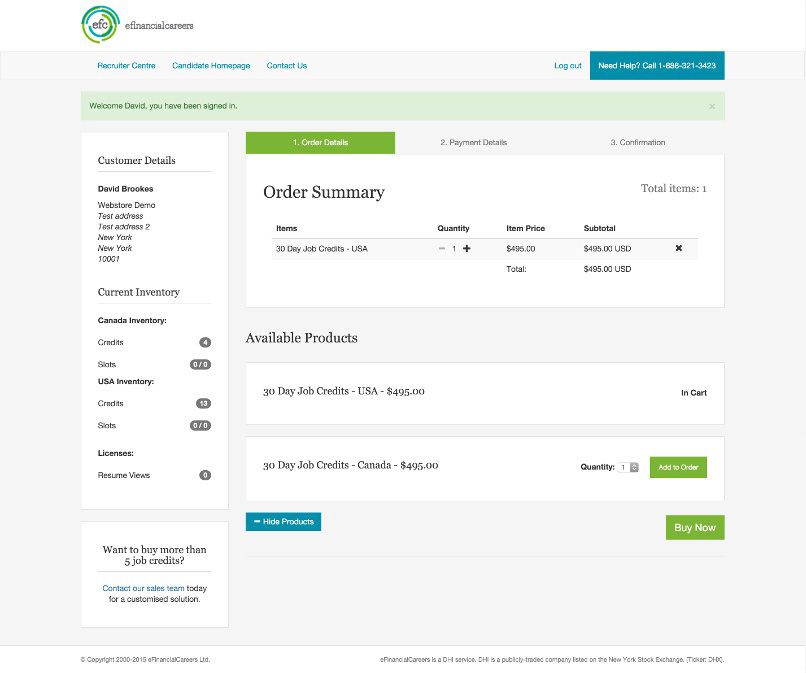 efc efinancialcareers
Recruiter Centre Candidate Homepage Contact Us Log out Need Help? Call 1-888-321-3423
Welcome David, you have been signed in. ×
Customer Details
David Brookes
Webstore Demo
Test address
Test address 2
New York
New York
10001
Current Inventory
Canada Inventory:
Credits 4
Slots 0 / 0
USA Inventory:
Credits 13
Slots 0 / 0
Licenses:
Resume Views 0
Want to buy more than
5 job credits?
Contact our sales team today
for a customised solution.
1. Order Details 2. Payment Details 3. Confirmation
Order Summary Total items: 1
Items Quantity Item Price Subtotal
30 Day Job Credits - USA 1 $495.00 $495.00 USD
Total: $495.00 USD
Available Products
30 Day Job Credits - USA - $495.00 In Cart
30 Day Job Credits - Canada - $495.00 Quantity: 1 Add to Order
Hide Products Buy Now
© Copyright 2000-2015 eFinancialCareers Ltd. eFinancialCareers is a DHI service. DHI is a publicly-traded company listed on the New York Stock Exchange. (Ticker: DHX).